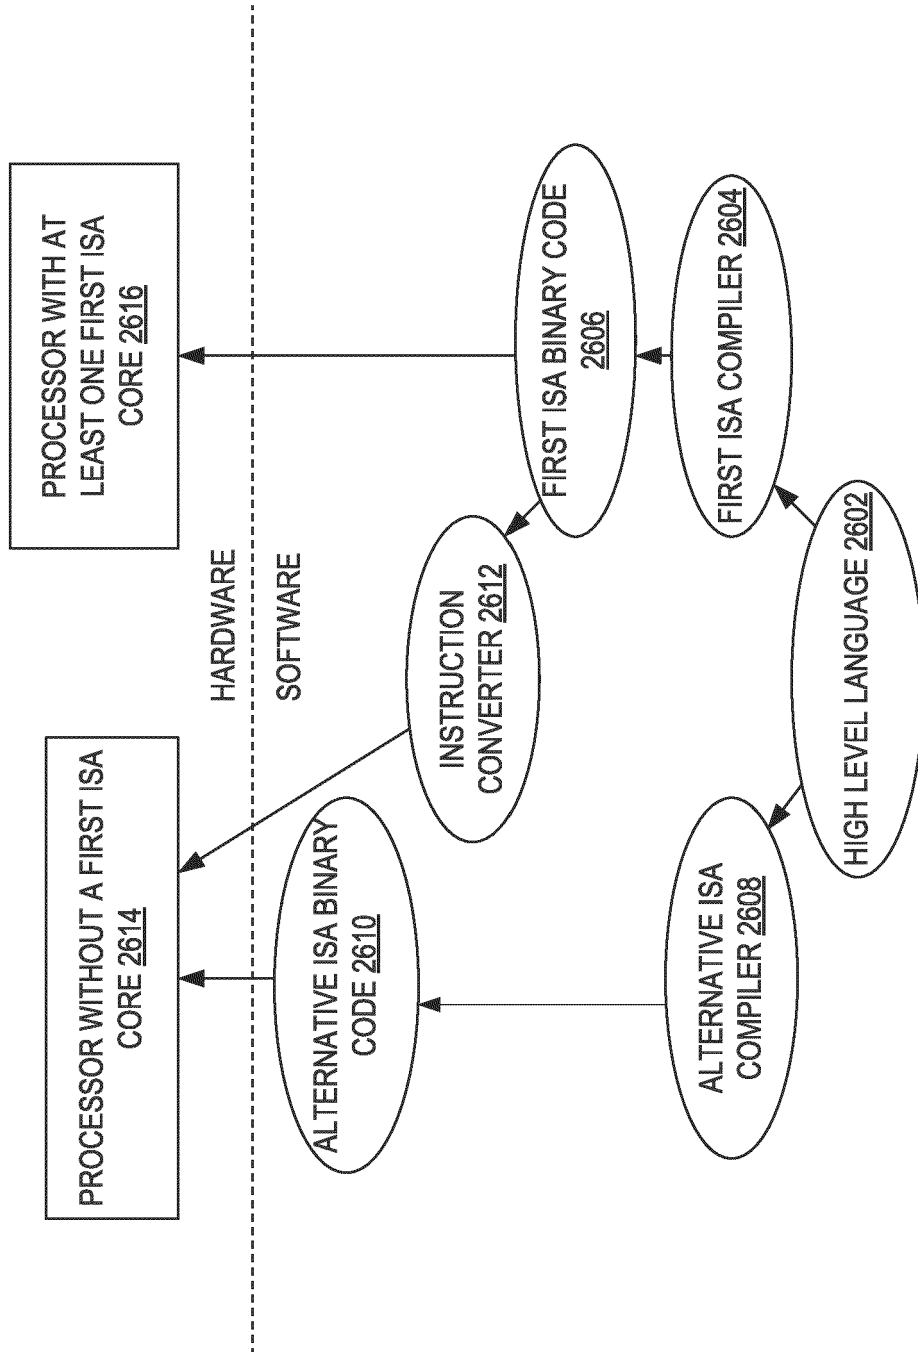 PROCESSOR WITHOUT A FIRST ISA
CORE 2614
PROCESSOR WITH AT
LEAST ONE FIRST ISA
CORE 2616
HARDWARE
SOFTWARE
ALTERNATIVE ISA BINARY
CODE 2610
INSTRUCTION
CONVERTER 2612
FIRST ISA BINARY CODE
2606
ALTERNATIVE ISA
COMPILER 2608
FIRST ISA COMPILER 2604
HIGH LEVEL LANGUAGE 2602